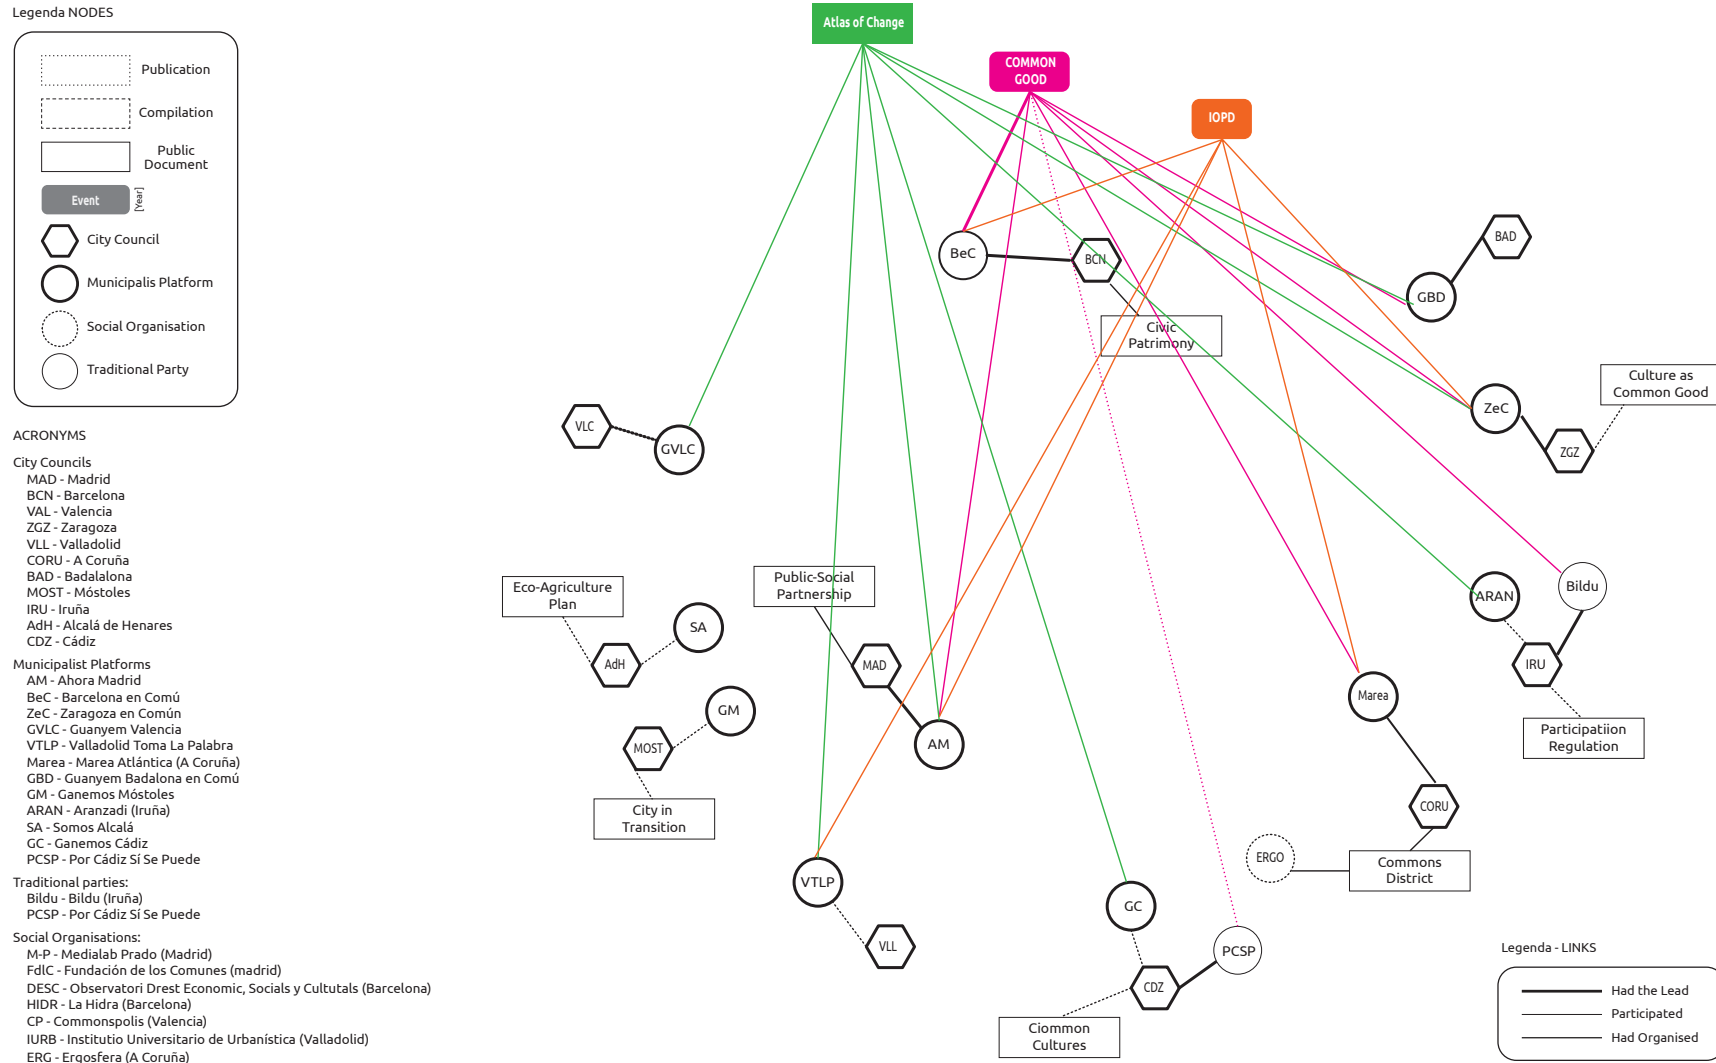 Legenda NODES
Publication
Compilation
Public
Document
Event
[Year]
City Council
Municipalis Platform
Social Organisation
Traditional Party
ACRONYMS
City Councils
MAD - Madrid
BCN - Barcelona
VAL - Valencia
ZGZ - Zaragoza
VLL - Valladolid
CORU - A Coruña
BAD - Badalalona
MOST - Móstoles
IRU - Iruña
AdH - Alcalá de Henares
CDZ - Cádiz
Municipalist Platforms
AM - Ahora Madrid
BeC - Barcelona en Comú
ZeC - Zaragoza en Común
GVLC - Guanyem Valencia
VTLP - Valladolid Toma La Palabra
Marea - Marea Atlántica (A Coruña)
GBD - Guanyem Badalona en Comú
GM - Ganemos Móstoles
ARAN - Aranzadi (Iruña)
SA - Somos Alcalá
GC - Ganemos Cádiz
PCSP - Por Cádiz Sí Se Puede
Traditional parties:
Bildu - Bildu (Iruña)
PCSP - Por Cádiz Sí Se Puede
Social Organisations:
M-P - Medialab Prado (Madrid)
FdlC - Fundación de los Comunes (madrid)
DESC - Observatori Drest Economic, Socials y Cultutals (Barcelona)
HIDR - La Hidra (Barcelona)
CP - Commonspolis (Valencia)
IURB - Institutio Universitario de Urbanística (Valladolid)
ERG - Ergosfera (A Coruña)
Atlas of Change
COMMON
GOOD
IOPD
BeC
BCN
Civic
Patrimony
BAD
GBD
Culture as
Common Good
ZeC
ZGZ
VLC
GVLC
Eco-Agriculture
Plan
SA
AdH
Public-Social
Partnership
MAD
AM
GM
MOST
City in
Transition
VTLP
VLL
GC
PCSP
CDZ
Ciommon
Cultures
ARAN
Bildu
IRU
Participatiion
Regulation
Marea
CORU
ERGO
Commons
District
Legenda - LINKS
Had the Lead
Participated
Had Organised